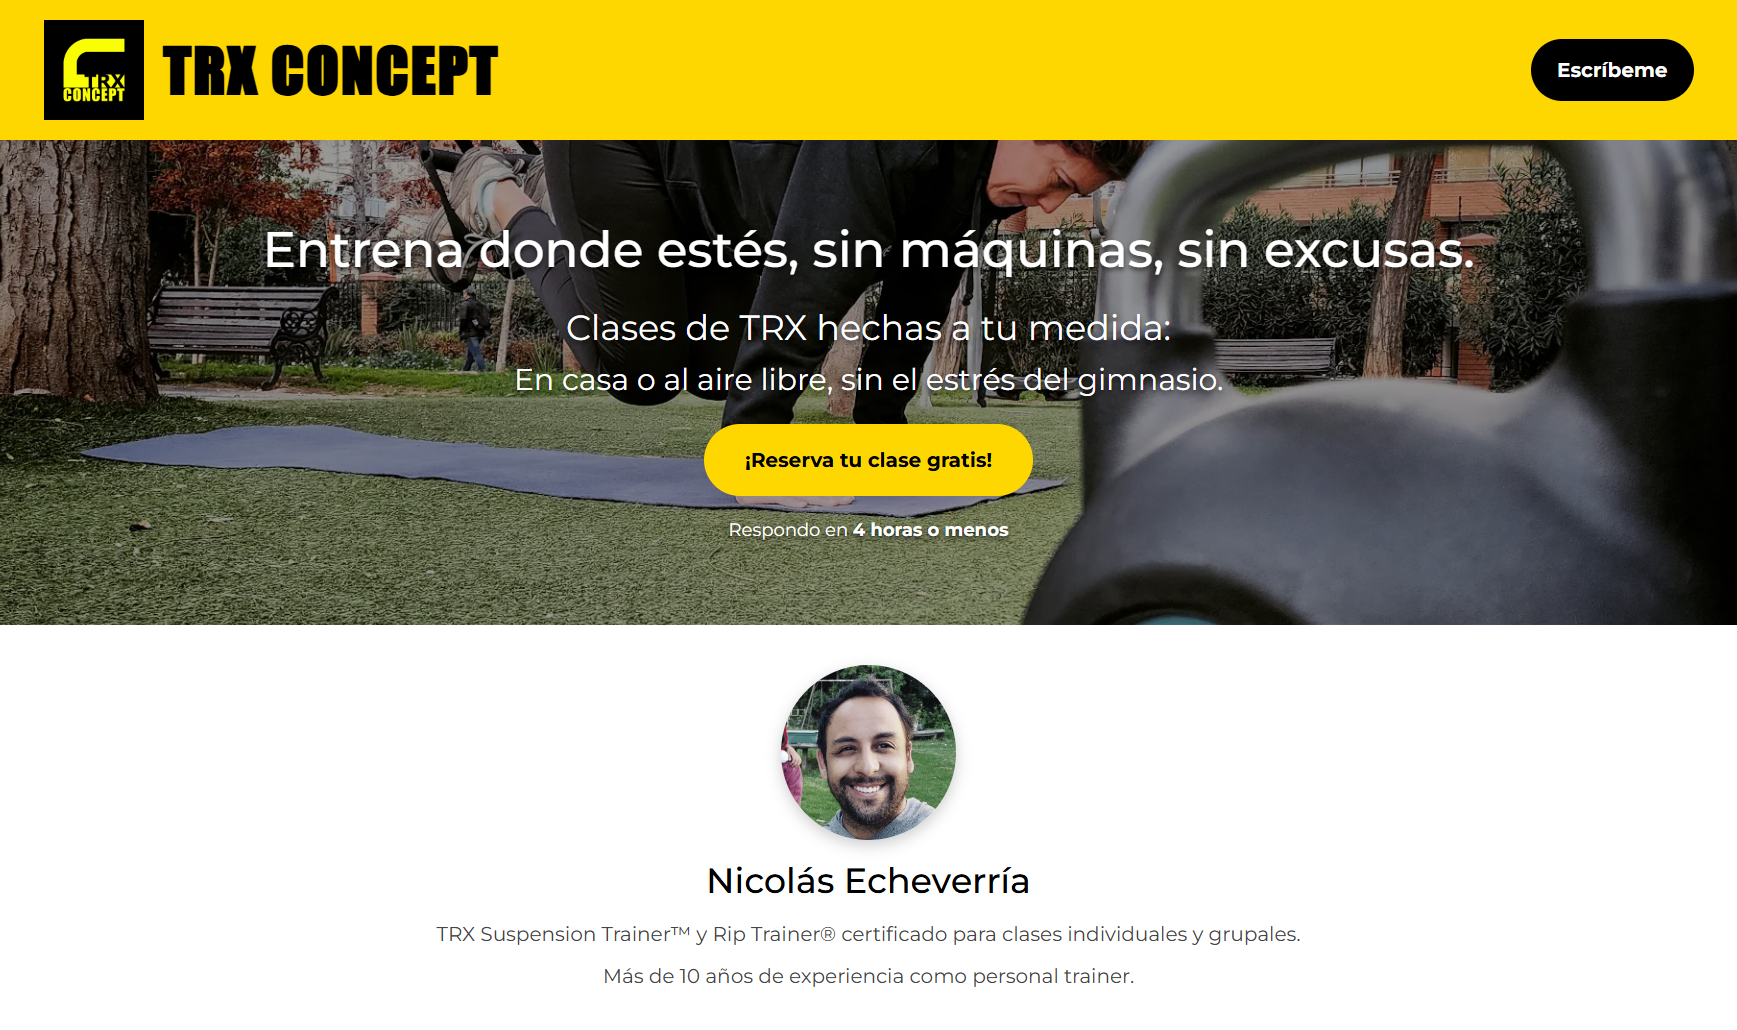 TRX
CONCEPT
TRX CONCEPT
Escríbeme
Entrena donde estés, sin máquinas, sin excusas.
Clases de TRX hechas a tu medida:
En casa o al aire libre, sin el estrés del gimnasio.
¡Reserva tu clase gratis!
Respondo en 4 horas o menos
Nicolás Echeverría
TRX Suspension Trainer™ y Rip Trainer® certificado para clases individuales y grupales.
Más de 10 años de experiencia como personal trainer.